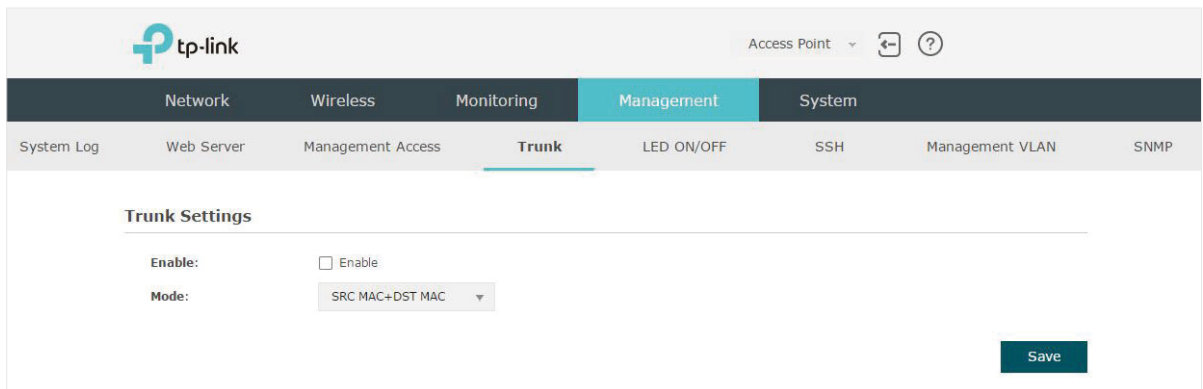 tp-link
Access Point
Network Wireless Monitoring Management System
System Log Web Server Management Access Trunk LED ON/OFF SSH Management VLAN SNMP
Trunk Settings
Enable: Enable
Mode: SRC MAC+DST MAC
Save